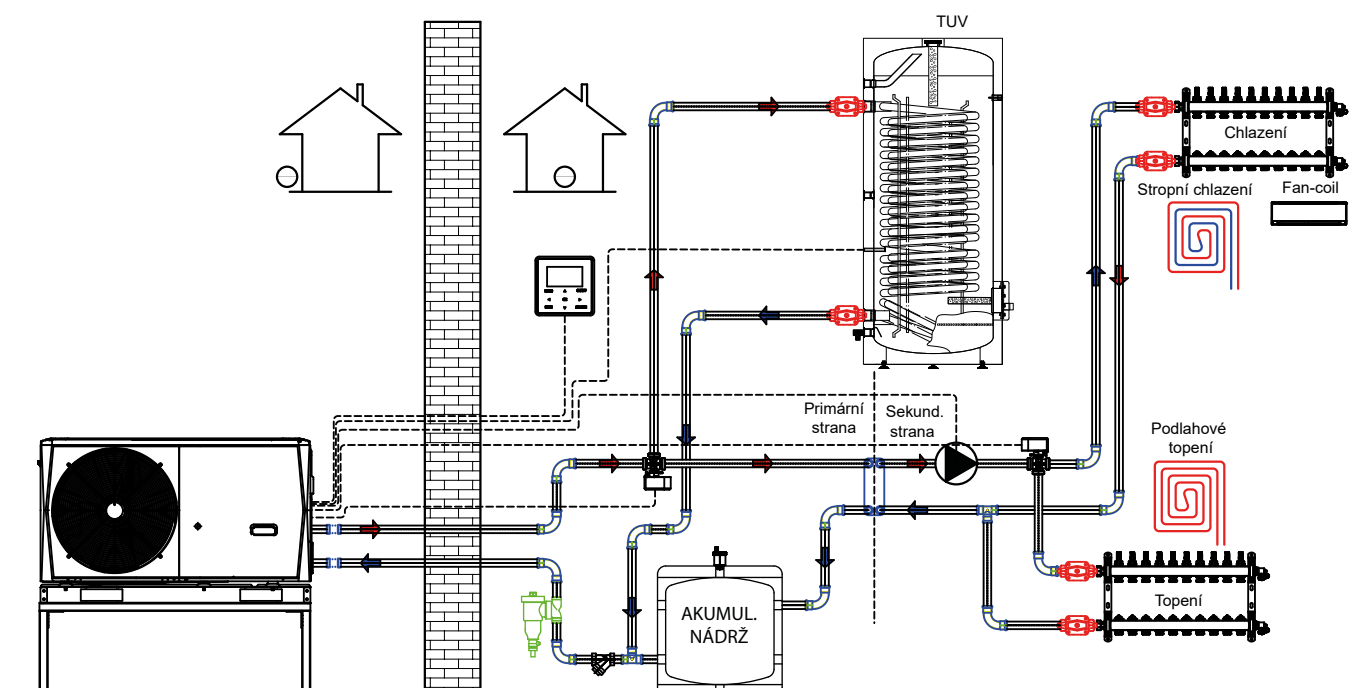 TUV
Chlazení
Stropní chlazení
Fan-coil
Primární
strana
Sekund.
strana
Podlahové
topení
Topení
AKUMUL.
NÁDRŽ